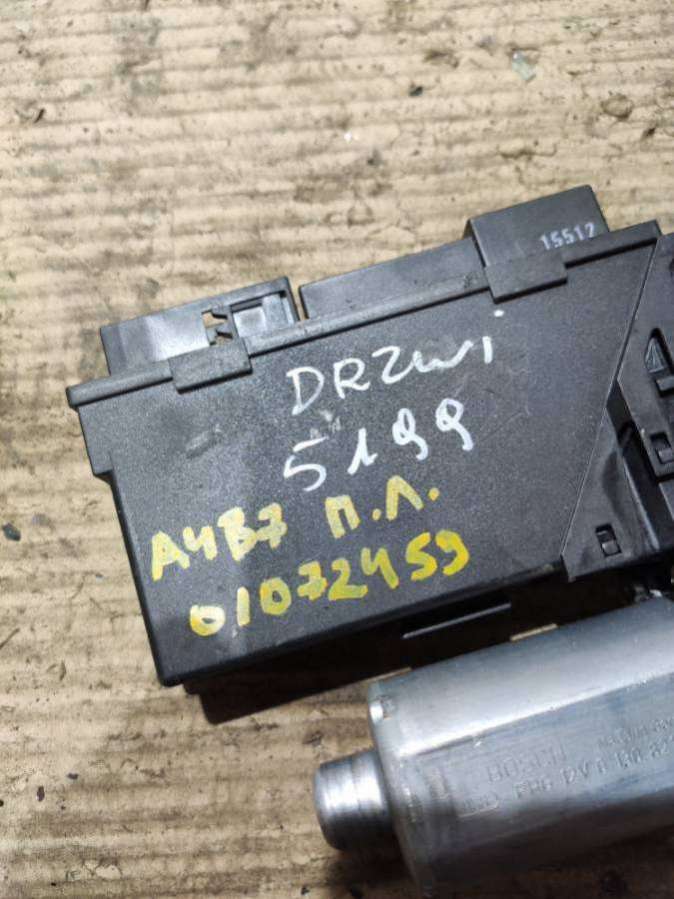 15512
DRZwi
5199
A4B7 П.Л.
01072459
BOSCH